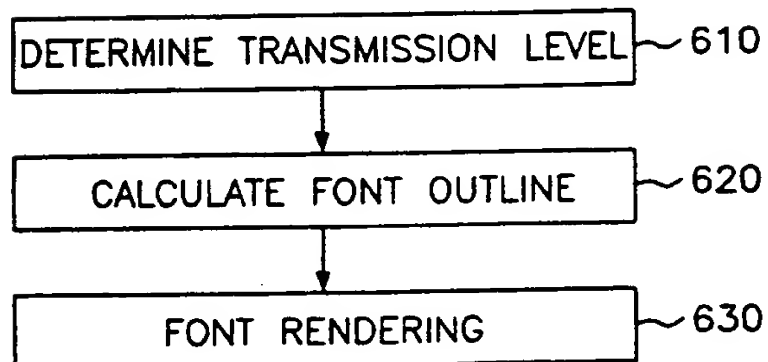 DETERMINE TRANSMISSION LEVEL 610
CALCULATE FONT OUTLINE 620
FONT RENDERING 630